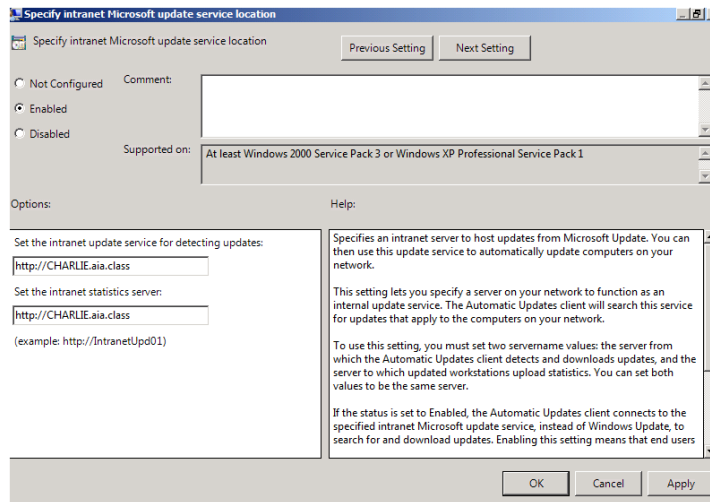 Specify intranet Microsoft update service location
Specify intranet Microsoft update service location
Previous Setting
Next Setting
Not Configured
Comment:
Enabled
Disabled
Supported on:
At least Windows 2000 Service Pack 3 or Windows XP Professional Service Pack 1
Options:
Help:
Set the intranet update service for detecting updates:
http://CHARLIE.aia.class
Set the intranet statistics server:
http://CHARLIE.aia.class
(example: http://IntranetUpd01)
Specifies an intranet server to host updates from Microsoft Update. You can
then use this update service to automatically update computers on your
network.
This setting lets you specify a server on your network to function as an
internal update service. The Automatic Updates client will search this service
for updates that apply to the computers on your network.
To use this setting, you must set two servername values: the server from
which the Automatic Updates client detects and downloads updates, and the
server to which updated workstations upload statistics. You can set both
values to be the same server.
If the status is set to Enabled, the Automatic Updates client connects to the
specified intranet Microsoft update service, instead of Windows Update, to
search for and download updates. Enabling this setting means that end users
OK
Cancel
Apply